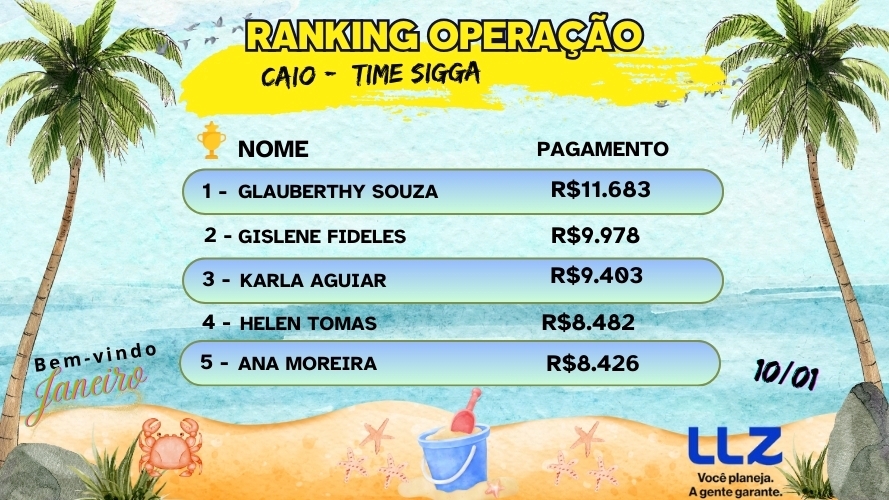 RANKING OPERAÇÃO
CAIO - TIME SIGGA
NOME PAGAMENTO
1 - GLAUBERTHY SOUZA R$11.683
2 - GISLENE FIDELES R$9.978
3 - KARLA AGUIAR R$9.403
4 - HELEN TOMAS R$8.482
5 - ANA MOREIRA R$8.426
Bem-vindo
Janeiro
10/01
LLZ
Você planeja.
A gente garante.